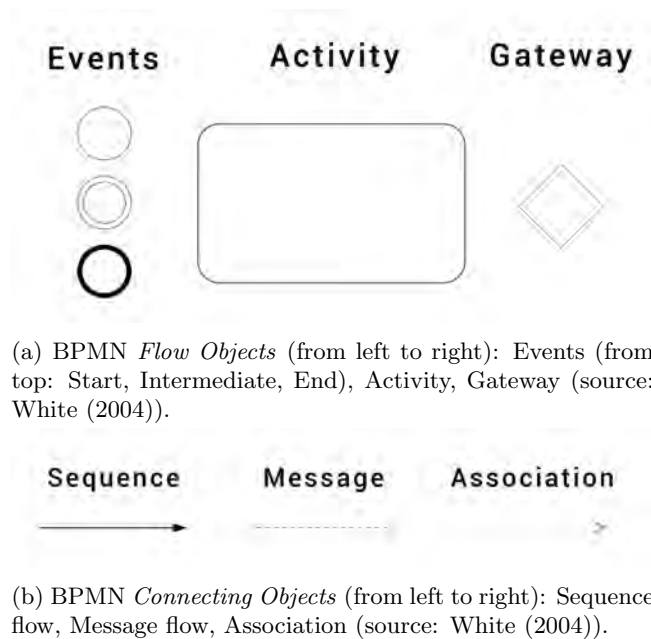 Events Activity Gateway
(a) BPMN Flow Objects (from left to right): Events (from
top: Start, Intermediate, End), Activity, Gateway (source:
White (2004)).
Sequence Message Association
(b) BPMN Connecting Objects (from left to right): Sequence
flow, Message flow, Association (source: White (2004)).